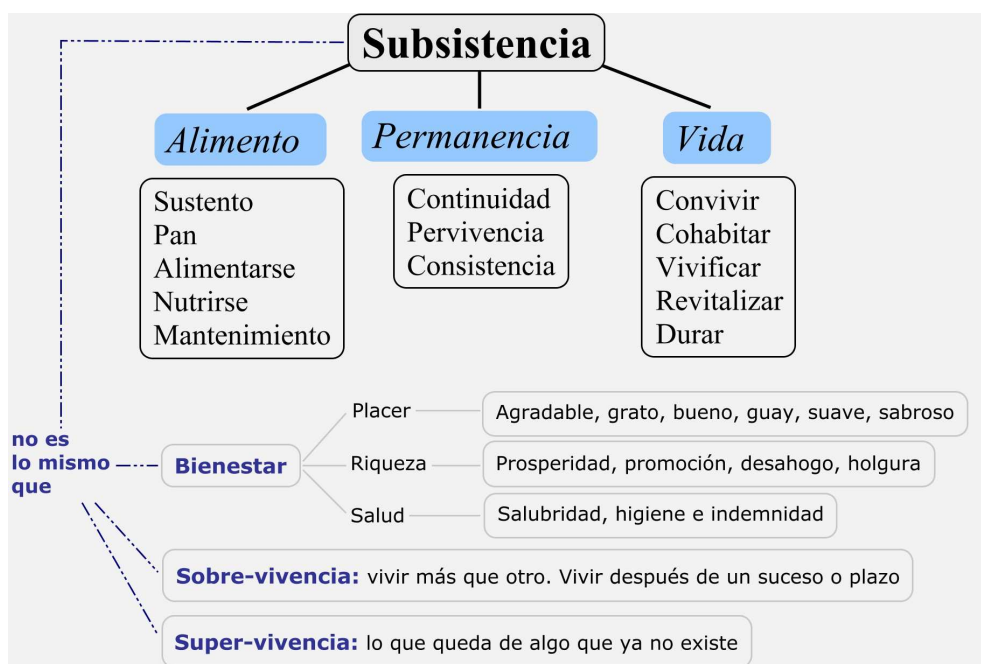 Subsistencia
Alimento
Permanencia
Vida
Sustento
Pan
Alimentarse
Nutrirse
Mantenimiento
Continuidad
Pervivencia
Consistencia
Convivir
Cohabitar
Vivificar
Revitalizar
Durar
no es
lo mismo
que
Bienestar
Placer
Agradable, grato, bueno, guay, suave, sabroso
Riqueza
Prosperidad, promoción, desahogo, holgura
Salud
Salubridad, higiene e indemnidad
Sobre-vivencia: vivir más que otro. Vivir después de un suceso o plazo
Super-vivencia: lo que queda de algo que ya no existe